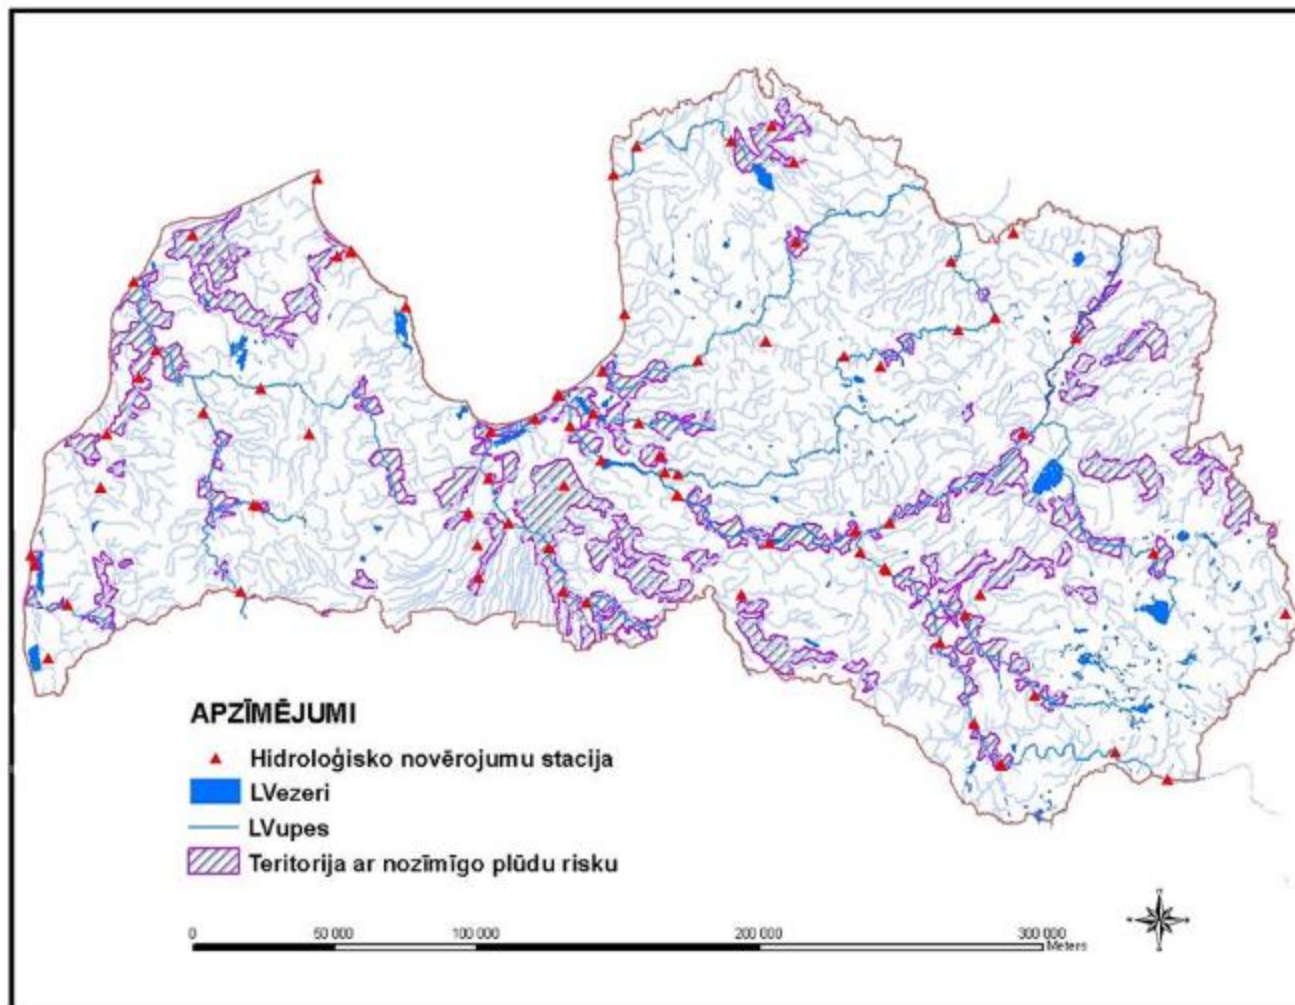 APZĪMĒJUMI
Hidroloģisko novērojumu stacija
LVezeri
LVupes
Teritorija ar nozīmīgo plūdu risku
0 50 000 100 000 200 000 300 000
Meters